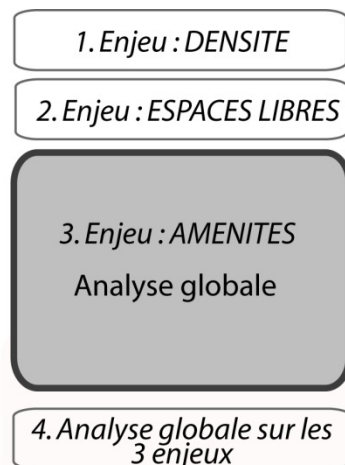 1. Enjeu : DENSITE
2. Enjeu : ESPACES LIBRES
3. Enjeu : AMENITES
Analyse globale
4. Analyse globale sur les
3 enjeux